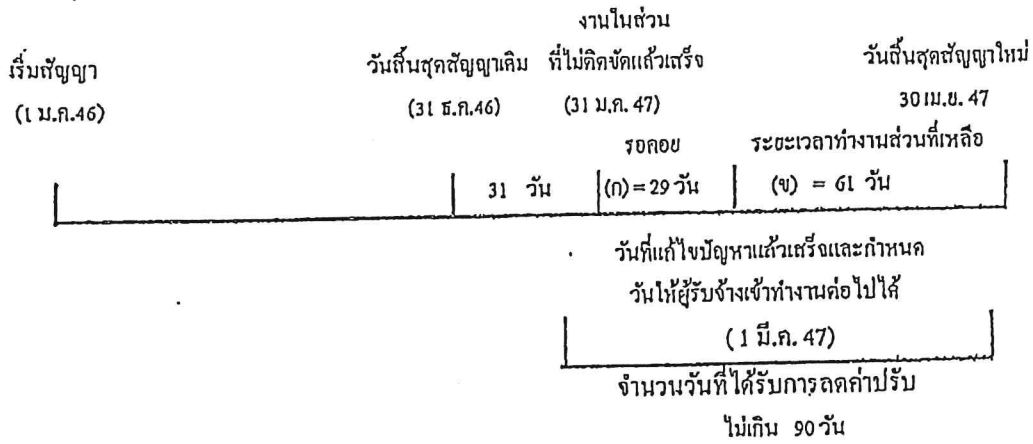 งานในส่วน
เริ่มสัญญา วันสิ้นสุดสัญญาเดิม ที่ไม่ติดขัดแล้วเสร็จ วันสิ้นสุดสัญญาใหม่
(1 ม.ค.46) (31 ธ.ค.46) (31 ม.ค. 47) 30 เม.ย. 47
รอคอย ระยะเวลาทำงานส่วนที่เหลือ
31 วัน (ก) = 29 วัน (ข) = 61 วัน
วันที่แก้ไขปัญหาแล้วเสร็จและกำหนด
วันให้ผู้รับจ้างเข้าทำงานต่อไปได้
(1 มี.ค. 47)
จำนวนวันที่ได้รับการลดค่าปรับ
ไม่เกิน 90 วัน